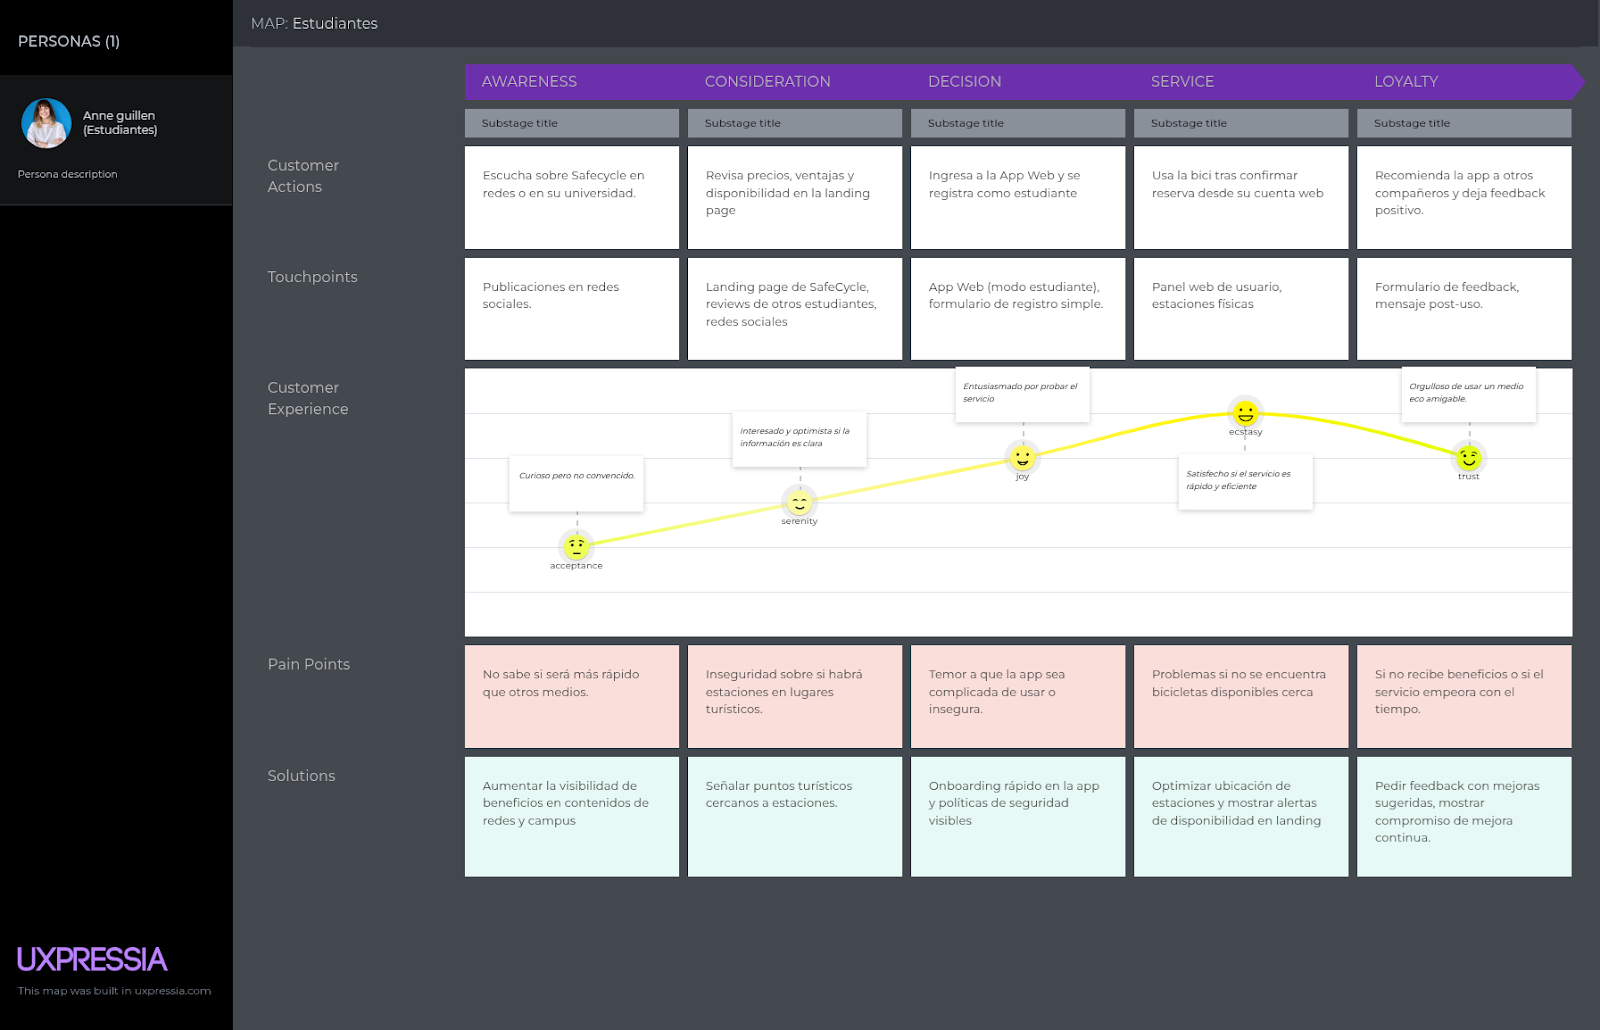 PERSONAS (1)
Anne guillen
(Estudiantes)
Persona description
MAP: Estudiantes
AWARENESS
CONSIDERATION
DECISION
SERVICE
LOYALTY
Substage title
Substage title
Substage title
Substage title
Substage title
Customer
Actions
Escucha sobre Safecycle en
redes o en su universidad.
Revisa precios, ventajas y
disponibilidad en la landing
page
Ingresa a la App Web y se
registra como estudiante
Usa la bici tras confirmar
reserva desde su cuenta web
Recomienda la app a otros
compañeros y deja feedback
positivo.
Touchpoints
Publicaciones en redes
sociales.
Landing page de SafeCycle,
reviews de otros estudiantes,
redes sociales
App Web (modo estudiante),
formulario de registro simple.
Panel web de usuario,
estaciones físicas
Formulario de feedback,
mensaje post-uso.
Customer
Experience
Curioso pero no convencido.
acceptance
Interesado y optimista si la
información es clara
serenity
Entusiasmado por probar el
servicio
joy
ecstasy
Satisfecho si el servicio es
rápido y eficiente
Orgulloso de usar un medio
eco amigable.
trust
Pain Points
No sabe si será más rápido
que otros medios.
Inseguridad sobre si habrá
estaciones en lugares
turísticos.
Temor a que la app sea
complicada de usar o
insegura.
Problemas si no se encuentra
bicicletas disponibles cerca
Si no recibe beneficios o si el
servicio empeora con el
tiempo.
Solutions
Aumentar la visibilidad de
beneficios en contenidos de
redes y campus
Señalar puntos turísticos
cercanos a estaciones.
Onboarding rápido en la app
y políticas de seguridad
visibles
Optimizar ubicación de
estaciones y mostrar alertas
de disponibilidad en landing
Pedir feedback con mejoras
sugeridas, mostrar
compromiso de mejora
continua.
UXPRESSIA
This map was built in uxpressia.com